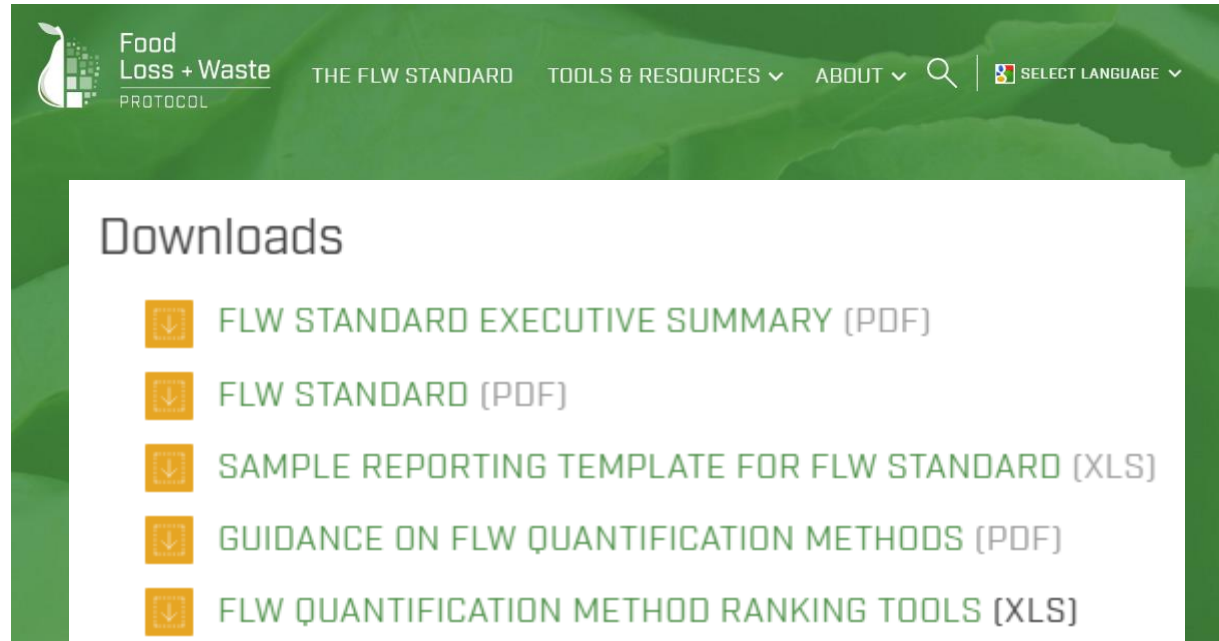 Food
Loss + Waste
PROTOCOL
THE FLW STANDARD TOOLS & RESOURCES ABOUT SELECT LANGUAGE
Downloads
FLW STANDARD EXECUTIVE SUMMARY (PDF)
FLW STANDARD (PDF)
SAMPLE REPORTING TEMPLATE FOR FLW STANDARD (XLS)
GUIDANCE ON FLW QUANTIFICATION METHODS (PDF)
FLW QUANTIFICATION METHOD RANKING TOOLS (XLS)